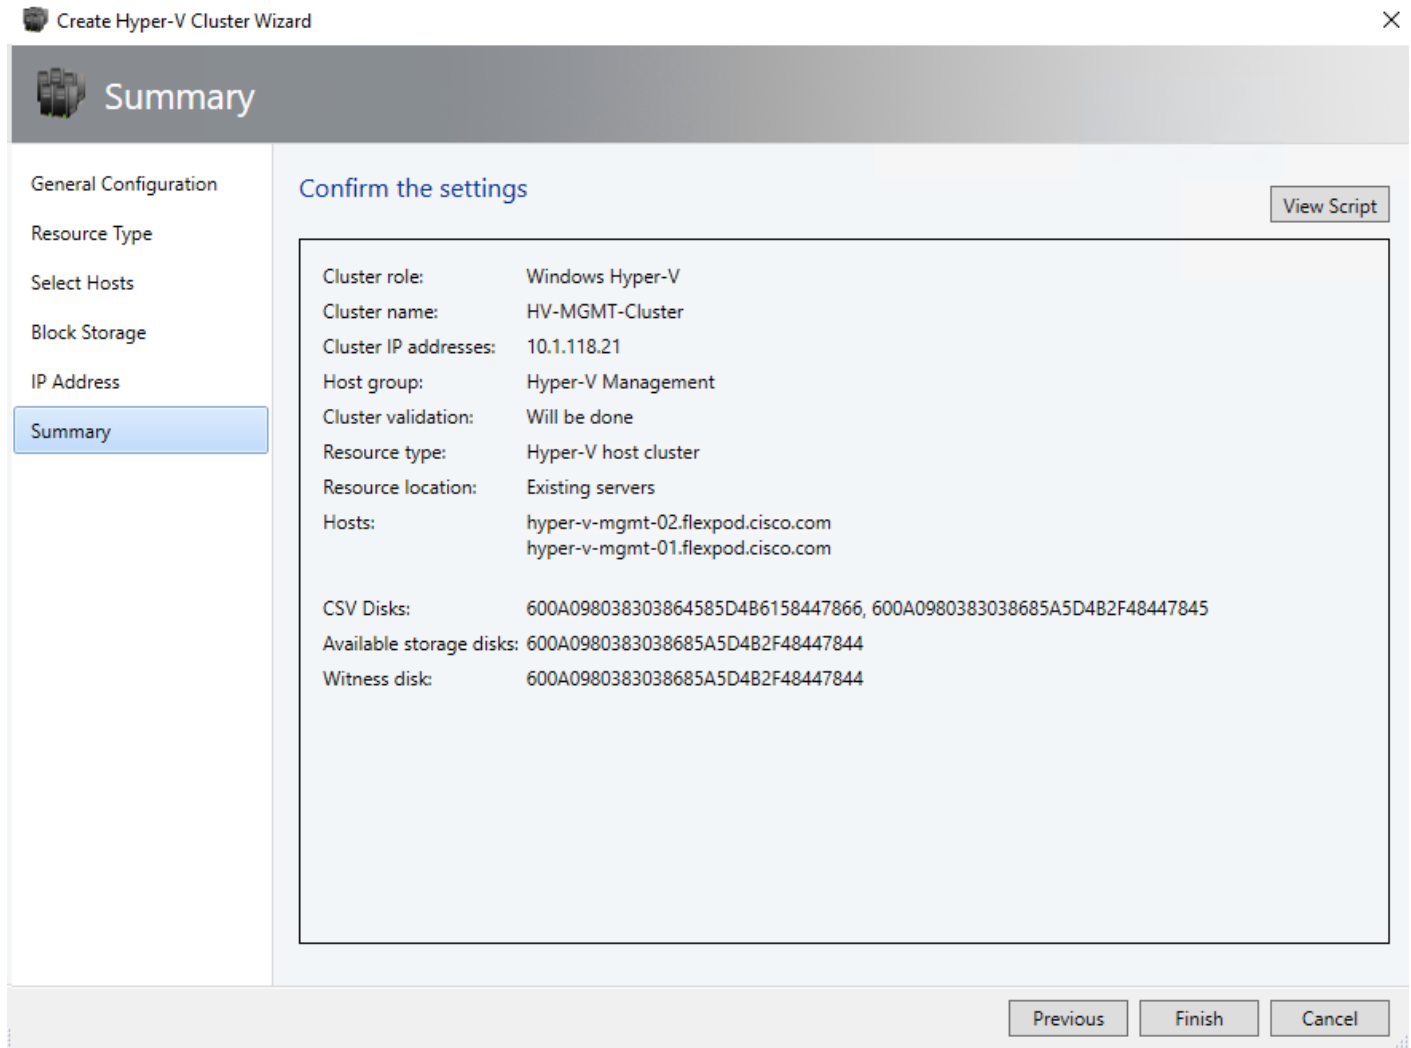 Create Hyper-V Cluster Wizard
Summary
General Configuration
Resource Type
Select Hosts
Block Storage
IP Address
Summary
Confirm the settings
View Script
Cluster role: Windows Hyper-V
Cluster name: HV-MGMT-Cluster
Cluster IP addresses: 10.1.118.21
Host group: Hyper-V Management
Cluster validation: Will be done
Resource type: Hyper-V host cluster
Resource location: Existing servers
Hosts: hyper-v-mgmt-02.flexpod.cisco.com
hyper-v-mgmt-01.flexpod.cisco.com
CSV Disks: 600A098038303864585D4B6158447866, 600A0980383038685A5D4B2F48447845
Available storage disks: 600A0980383038685A5D4B2F48447844
Witness disk: 600A0980383038685A5D4B2F48447844
Previous Finish Cancel